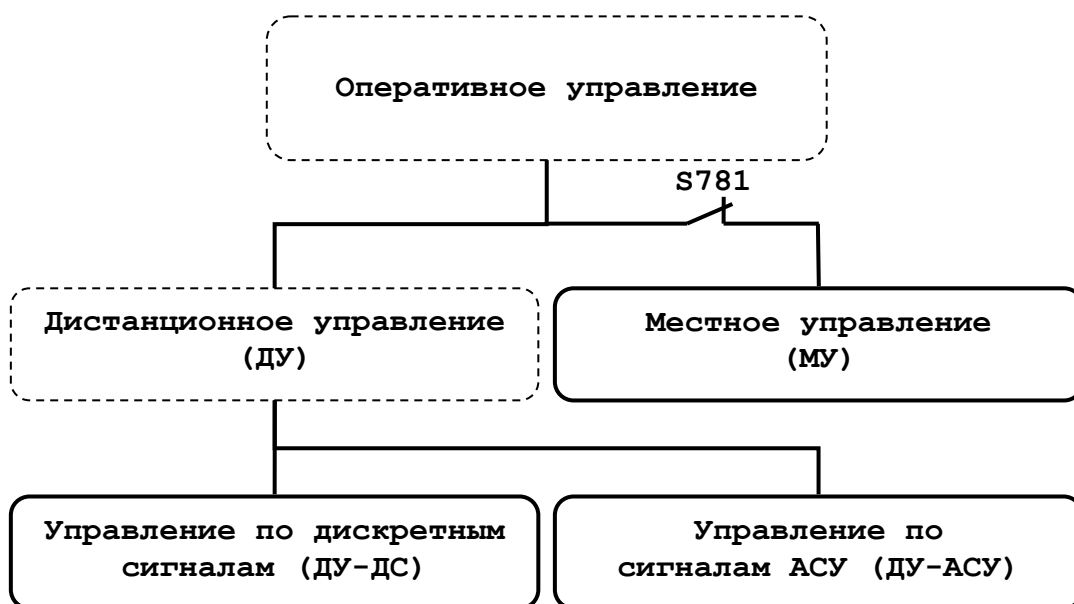 Оперативное управление
S781
Дистанционное управление
(ДУ)
Местное управление
(МУ)
Управление по дискретным
сигналам (ДУ-ДС)
Управление по
сигналам АСУ (ДУ-АСУ)